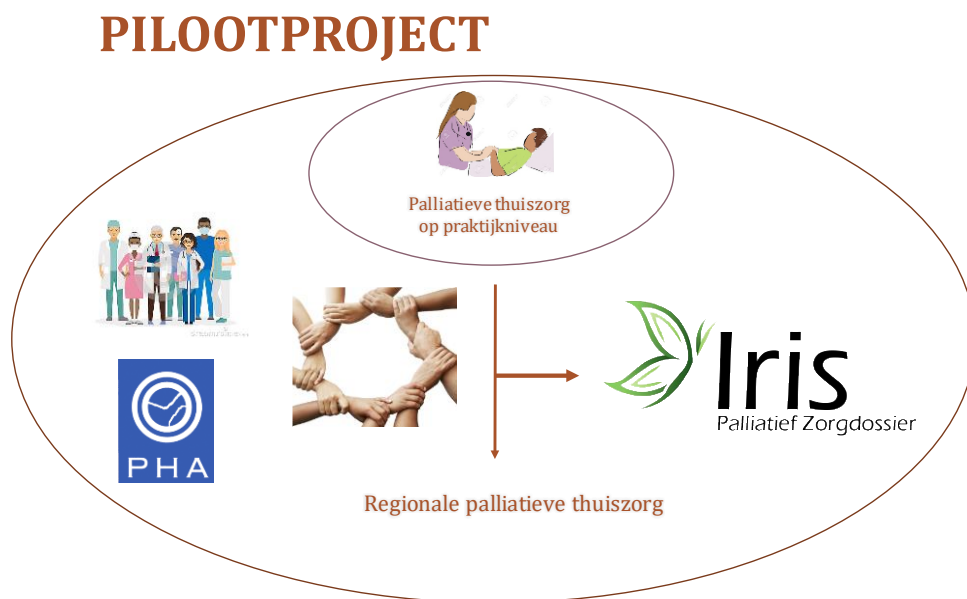 PILOOTPROJECT
Palliatieve thuiszorg
op praktijkniveau
Iris
Palliatief Zorgdossier
PHA
Regionale palliatieve thuiszorg